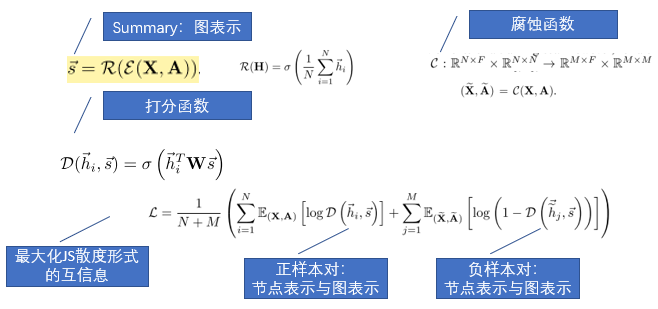 Summary：图表示
腐蚀函数
$\vec{s} = \mathcal{R}(\mathcal{E}(\mathbf{X}, \mathbf{A})).$
$\mathcal{R}(\mathbf{H}) = \sigma\left(\frac{1}{N}\sum_{i=1}^{N}\vec{h}_i\right)$
$\mathcal{C} : \mathbb{R}^{N \times F} \times \mathbb{R}^{N \times N} \rightarrow \mathbb{R}^{M \times F} \times \mathbb{R}^{M \times M}$
$(\widetilde{\mathbf{X}}, \widetilde{\mathbf{A}}) = \mathcal{C}(\mathbf{X}, \mathbf{A}).$
打分函数
$\mathcal{D}(\vec{h}_i, \vec{s}) = \sigma\left(\vec{h}_i^T \mathbf{W}\vec{s}\right)$
$\mathcal{L} = \frac{1}{N+M}\left(\sum_{i=1}^{N}\mathbb{E}_{(\mathbf{X},\mathbf{A})}\left[\log \mathcal{D}\left(\vec{h}_i, \vec{s}\right)\right] + \sum_{j=1}^{M}\mathbb{E}_{(\widetilde{\mathbf{X}},\widetilde{\mathbf{A}})}\left[\log\left(1 - \mathcal{D}\left(\vec{\widetilde{h}}_j, \vec{s}\right)\right)\right]\right)$
最大化JS散度形式
的互信息
正样本对：
节点表示与图表示
负样本对：
节点表示与图表示